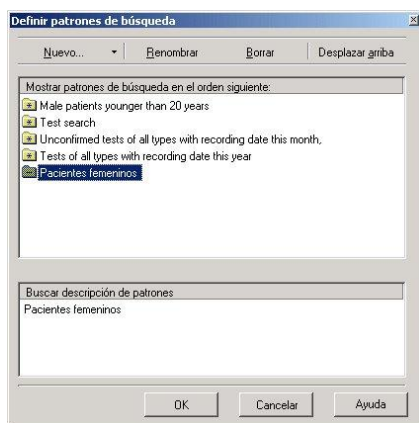 Definir patrones de búsqueda
Nuevo... Renombrar Borrar Desplazar arriba
Mostrar patrones de búsqueda en el orden siguiente:
Male patients younger than 20 years
Test search
Unconfirmed tests of all types with recording date this month,
Tests of all types with recording date this year
Pacientes femeninos
Buscar descripción de patrones
Pacientes femeninos
OK Cancelar Ayuda